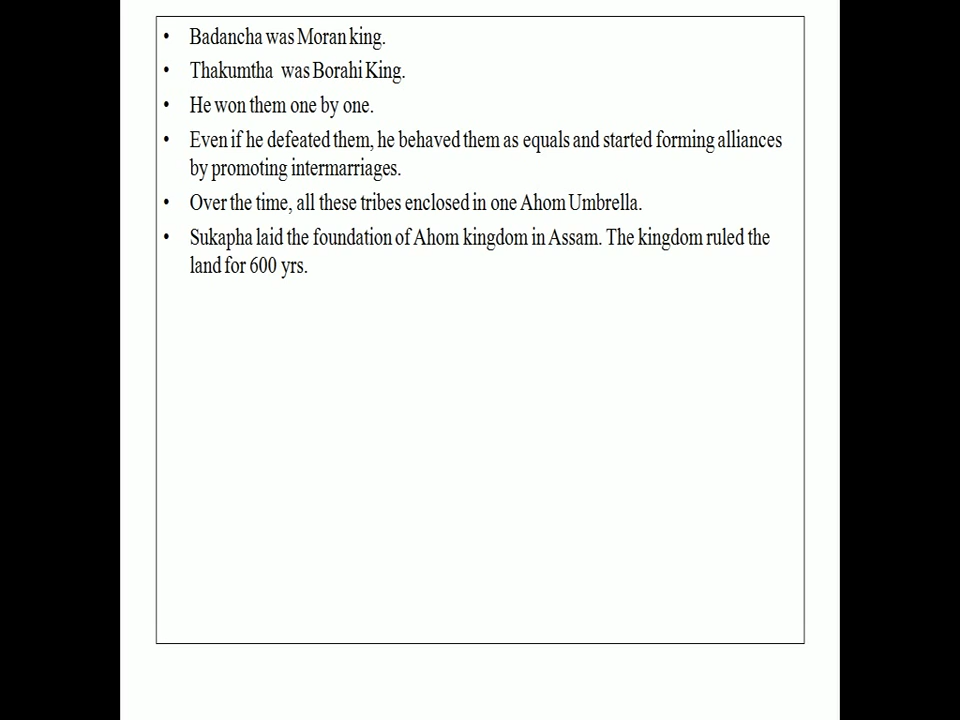 • Badancha was Moran king.
• Thakumtha was Borahi King.
• He won them one by one.
• Even if he defeated them, he behaved them as equals and started forming alliances
by promoting intermarriages.
• Over the time, all these tribes enclosed in one Ahom Umbrella.
• Sukapha laid the foundation of Ahom kingdom in Assam. The kingdom ruled the
land for 600 yrs.